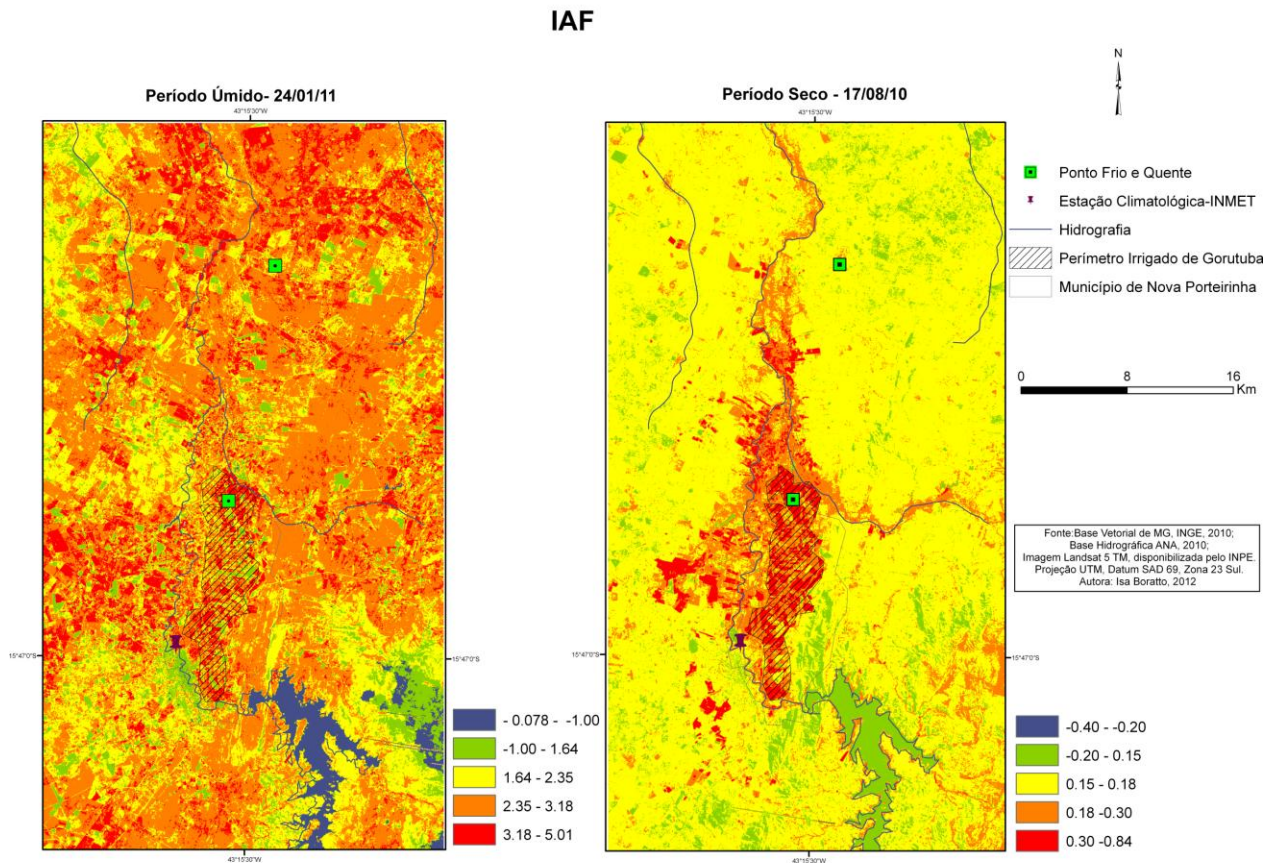 IAF
Período Úmido- 24/01/11
43°15'30"W
15°47'0"S
15°47'0"S
43°15'30"W
- 0.078 - -1.00
-1.00 - 1.64
1.64 - 2.35
2.35 - 3.18
3.18 - 5.01
Período Seco - 17/08/10
43°15'30"W
15°47'0"S
15°47'0"S
43°15'30"W
-0.40 - -0.20
-0.20 - 0.15
0.15 - 0.18
0.18 -0.30
0.30 -0.84
N
Ponto Frio e Quente
Estação Climatológica-INMET
Hidrografia
Perímetro Irrigado de Gorutuba
Município de Nova Porteirinha
0 8 16
Km
Fonte:Base Vetorial de MG, INGE, 2010;
Base Hidrográfica ANA, 2010;
Imagem Landsat 5 TM, disponibilizada pelo INPE.
Projeção UTM, Datum SAD 69, Zona 23 Sul.
Autora: Isa Boratto, 2012